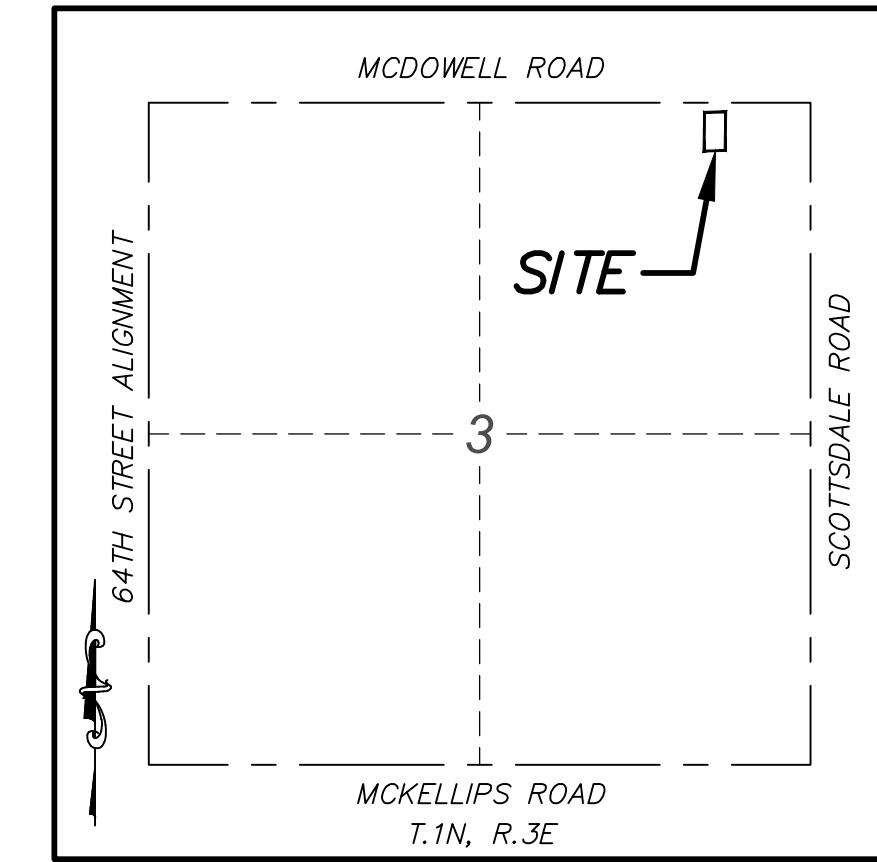 MCDOWELL ROAD
SITE
64TH STREET ALIGNMENT
SCOTTSDALE ROAD
3
MCKELLIPS ROAD
T.1N, R.3E